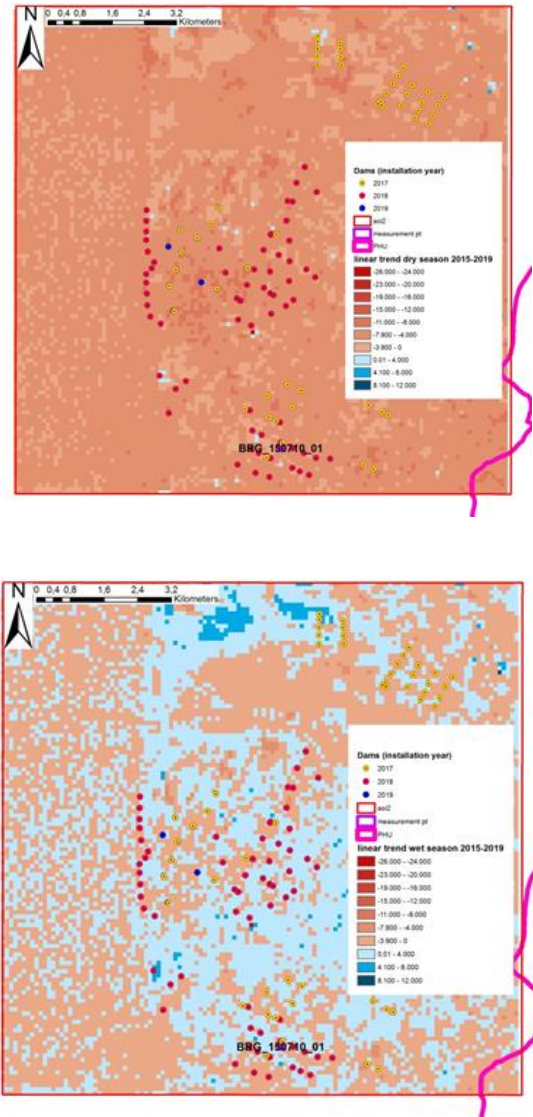 N
0 0,4 0,8 1,6 2,4 3,2
Kilometers
Dams (installation year)
2017
2018
2019
aoi2
measurement pt
PHU
linear trend dry season 2015-2019
-26.000 - -24.000
-23.000 - -20.000
-19.000 - -16.000
-15.000 - -12.000
-11.000 - -8.000
-7.900 - -4.000
-3.900 - 0
0.01 - 4.000
4.100 - 8.000
8.100 - 12.000
BRG_150710_01
N
0 0,4 0,8 1,6 2,4 3,2
Kilometers
Dams (installation year)
2017
2018
2019
aoi2
measurement pt
PHU
linear trend wet season 2015-2019
-26.000 - -24.000
-23.000 - -20.000
-19.000 - -16.000
-15.000 - -12.000
-11.000 - -8.000
-7.900 - -4.000
-3.900 - 0
0.01 - 4.000
4.100 - 8.000
8.100 - 12.000
BRG_150710_01